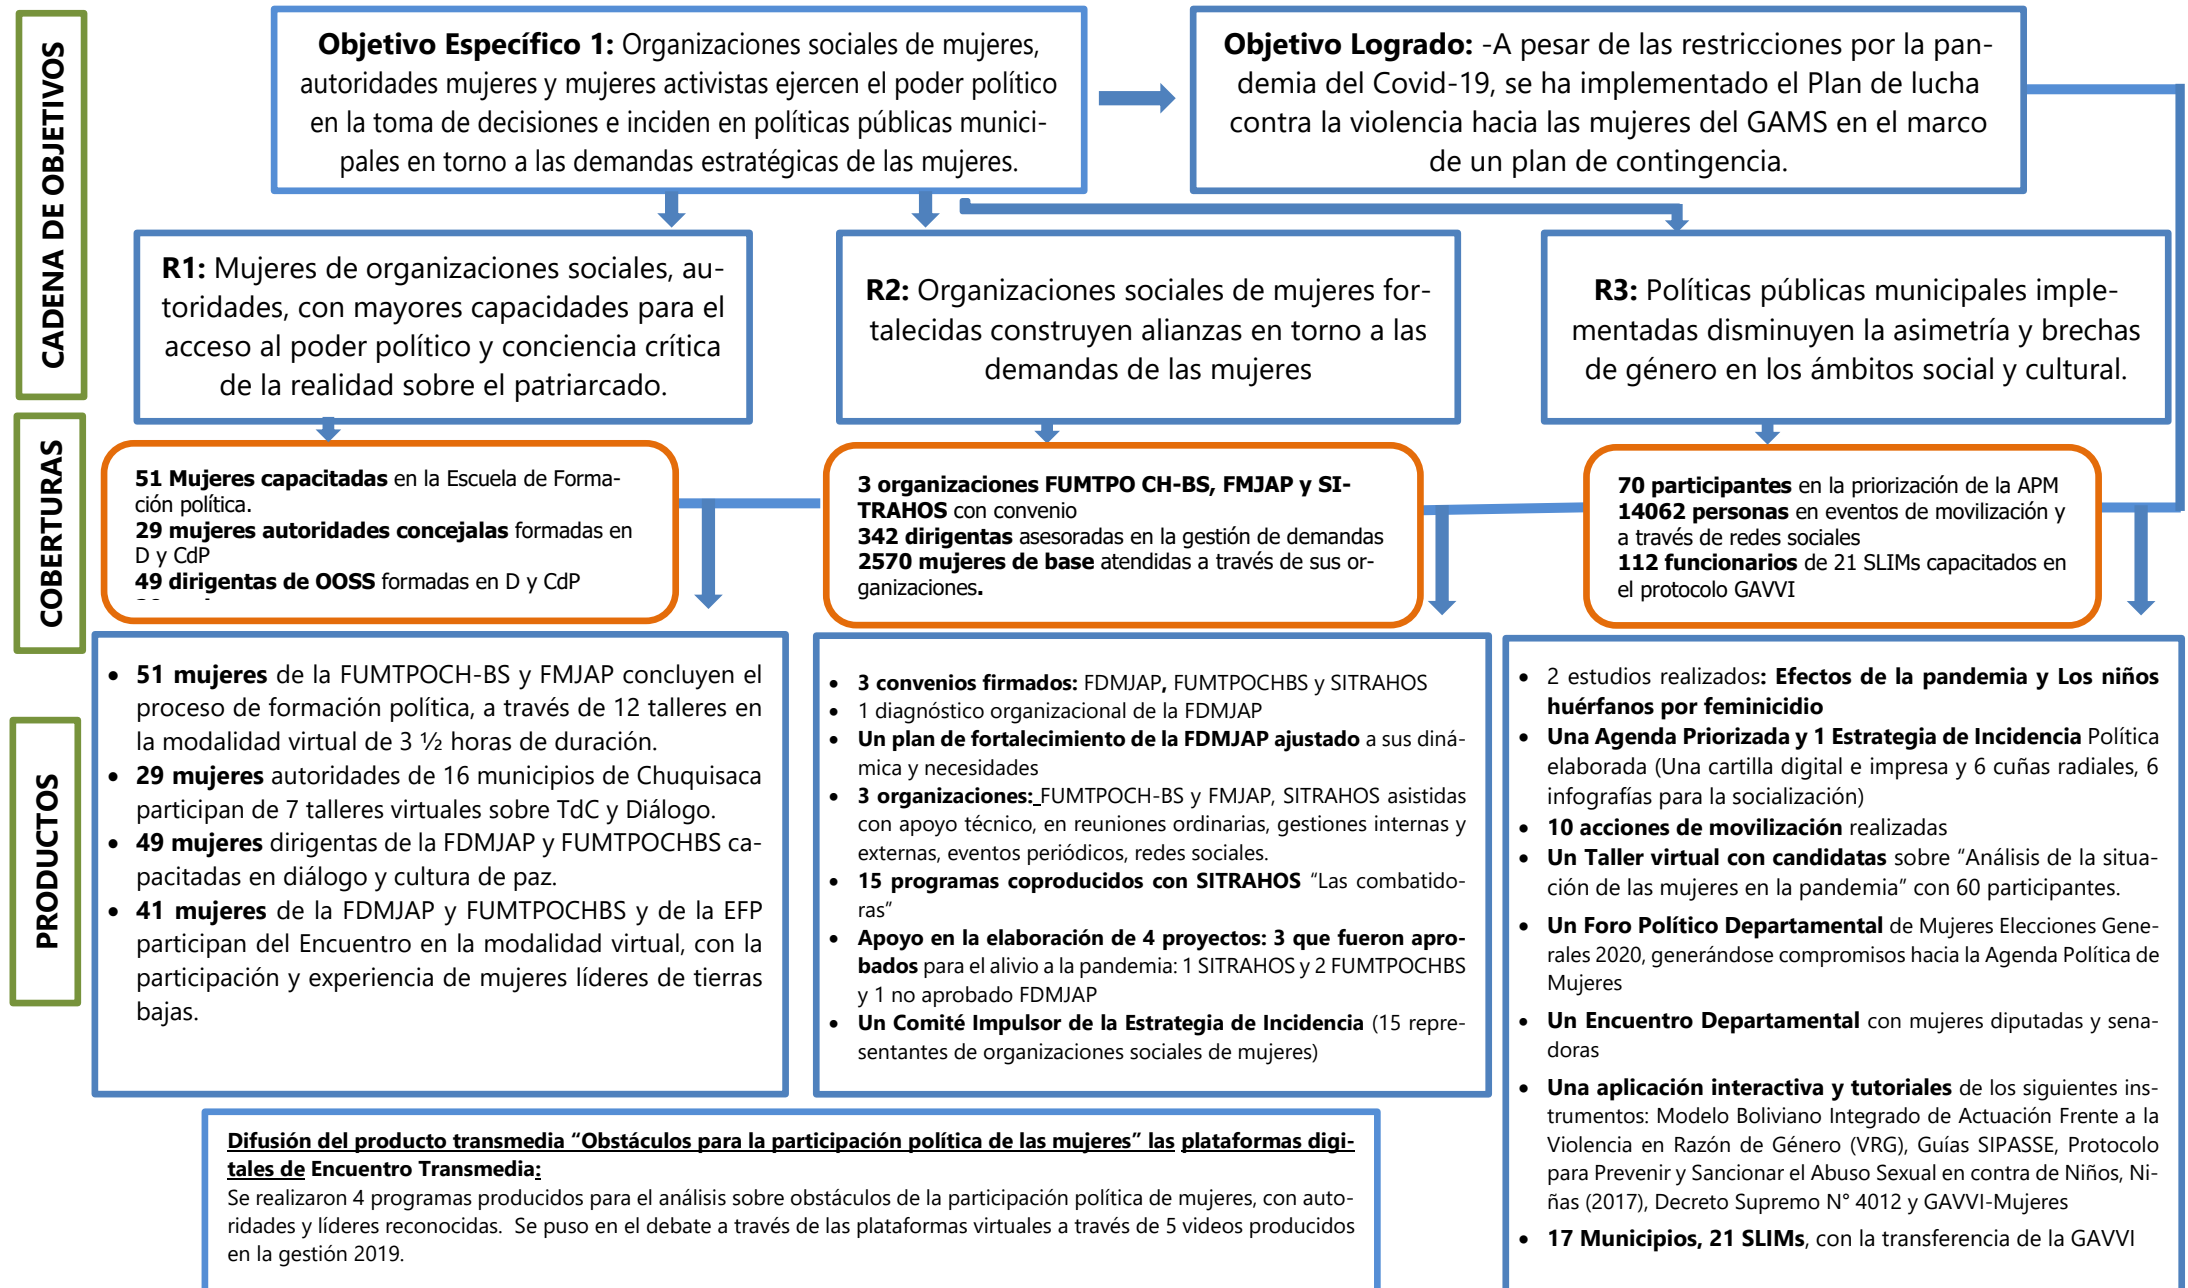 CADENA DE OBJETIVOS
Objetivo Específico 1: Organizaciones sociales de mujeres,
autoridades mujeres y mujeres activistas ejercen el poder político
en la toma de decisiones e inciden en políticas públicas munici-
pales en torno a las demandas estratégicas de las mujeres.
Objetivo Logrado: -A pesar de las restricciones por la pan-
demia del Covid-19, se ha implementado el Plan de lucha
contra la violencia hacia las mujeres del GAMS en el marco
de un plan de contingencia.
R1: Mujeres de organizaciones sociales, au-
toridades, con mayores capacidades para el
acceso al poder político y conciencia crítica
de la realidad sobre el patriarcado.
R2: Organizaciones sociales de mujeres for-
talecidas construyen alianzas en torno a las
demandas de las mujeres
R3: Políticas públicas municipales imple-
mentadas disminuyen la asimetría y brechas
de género en los ámbitos social y cultural.
COBERTURAS
51 Mujeres capacitadas en la Escuela de Forma-
ción política.
29 mujeres autoridades concejalas formadas en
D y CdP
49 dirigentas de OOSS formadas en D y CdP
3 organizaciones FUMTPO CH-BS, FMJAP y SI-
TRAHOS con convenio
342 dirigentas asesoradas en la gestión de demandas
2570 mujeres de base atendidas a través de sus or-
ganizaciones.
70 participantes en la priorización de la APM
14062 personas en eventos de movilización y
a través de redes sociales
112 funcionarios de 21 SLIMs capacitados en
el protocolo GAVVI
PRODUCTOS
• 51 mujeres de la FUMTPOCH-BS y FMJAP concluyen el
proceso de formación política, a través de 12 talleres en
la modalidad virtual de 3 ½ horas de duración.
• 29 mujeres autoridades de 16 municipios de Chuquisaca
participan de 7 talleres virtuales sobre TdC y Diálogo.
• 49 mujeres dirigentas de la FDMJAP y FUMTPOCHBS ca-
pacitadas en diálogo y cultura de paz.
• 41 mujeres de la FDMJAP y FUMTPOCHBS y de la EFP
participan del Encuentro en la modalidad virtual, con la
participación y experiencia de mujeres líderes de tierras
bajas.
• 3 convenios firmados: FDMJAP, FUMTPOCHBS y SITRAHOS
• 1 diagnóstico organizacional de la FDMJAP
• Un plan de fortalecimiento de la FDMJAP ajustado a sus diná-
mica y necesidades
• 3 organizaciones: FUMTPOCH-BS y FMJAP, SITRAHOS asistidas
con apoyo técnico, en reuniones ordinarias, gestiones internas y
externas, eventos periódicos, redes sociales.
• 15 programas coproducidos con SITRAHOS “Las combatido-
ras”
• Apoyo en la elaboración de 4 proyectos: 3 que fueron apro-
bados para el alivio a la pandemia: 1 SITRAHOS y 2 FUMTPOCHBS
y 1 no aprobado FDMJAP
• Un Comité Impulsor de la Estrategia de Incidencia (15 repre-
sentantes de organizaciones sociales de mujeres)
• 2 estudios realizados: Efectos de la pandemia y Los niños
huérfanos por feminicidio
• Una Agenda Priorizada y 1 Estrategia de Incidencia Política
elaborada (Una cartilla digital e impresa y 6 cuñas radiales, 6
infografías para la socialización)
• 10 acciones de movilización realizadas
• Un Taller virtual con candidatas sobre “Análisis de la situa-
ción de las mujeres en la pandemia” con 60 participantes.
• Un Foro Político Departamental de Mujeres Elecciones Gene-
rales 2020, generándose compromisos hacia la Agenda Política de
Mujeres
• Un Encuentro Departamental con mujeres diputadas y sena-
doras
• Una aplicación interactiva y tutoriales de los siguientes ins-
trumentos: Modelo Boliviano Integrado de Actuación Frente a la
Violencia en Razón de Género (VRG), Guías SIPASSE, Protocolo
para Prevenir y Sancionar el Abuso Sexual en contra de Niños, Ni-
ñas (2017), Decreto Supremo N° 4012 y GAVVI-Mujeres
• 17 Municipios, 21 SLIMs, con la transferencia de la GAVVI
Difusión del producto transmedia “Obstáculos para la participación política de las mujeres” las plataformas digi-
tales de Encuentro Transmedia:
Se realizaron 4 programas producidos para el análisis sobre obstáculos de la participación política de mujeres, con auto-
ridades y líderes reconocidas. Se puso en el debate a través de las plataformas virtuales a través de 5 videos producidos
en la gestión 2019.